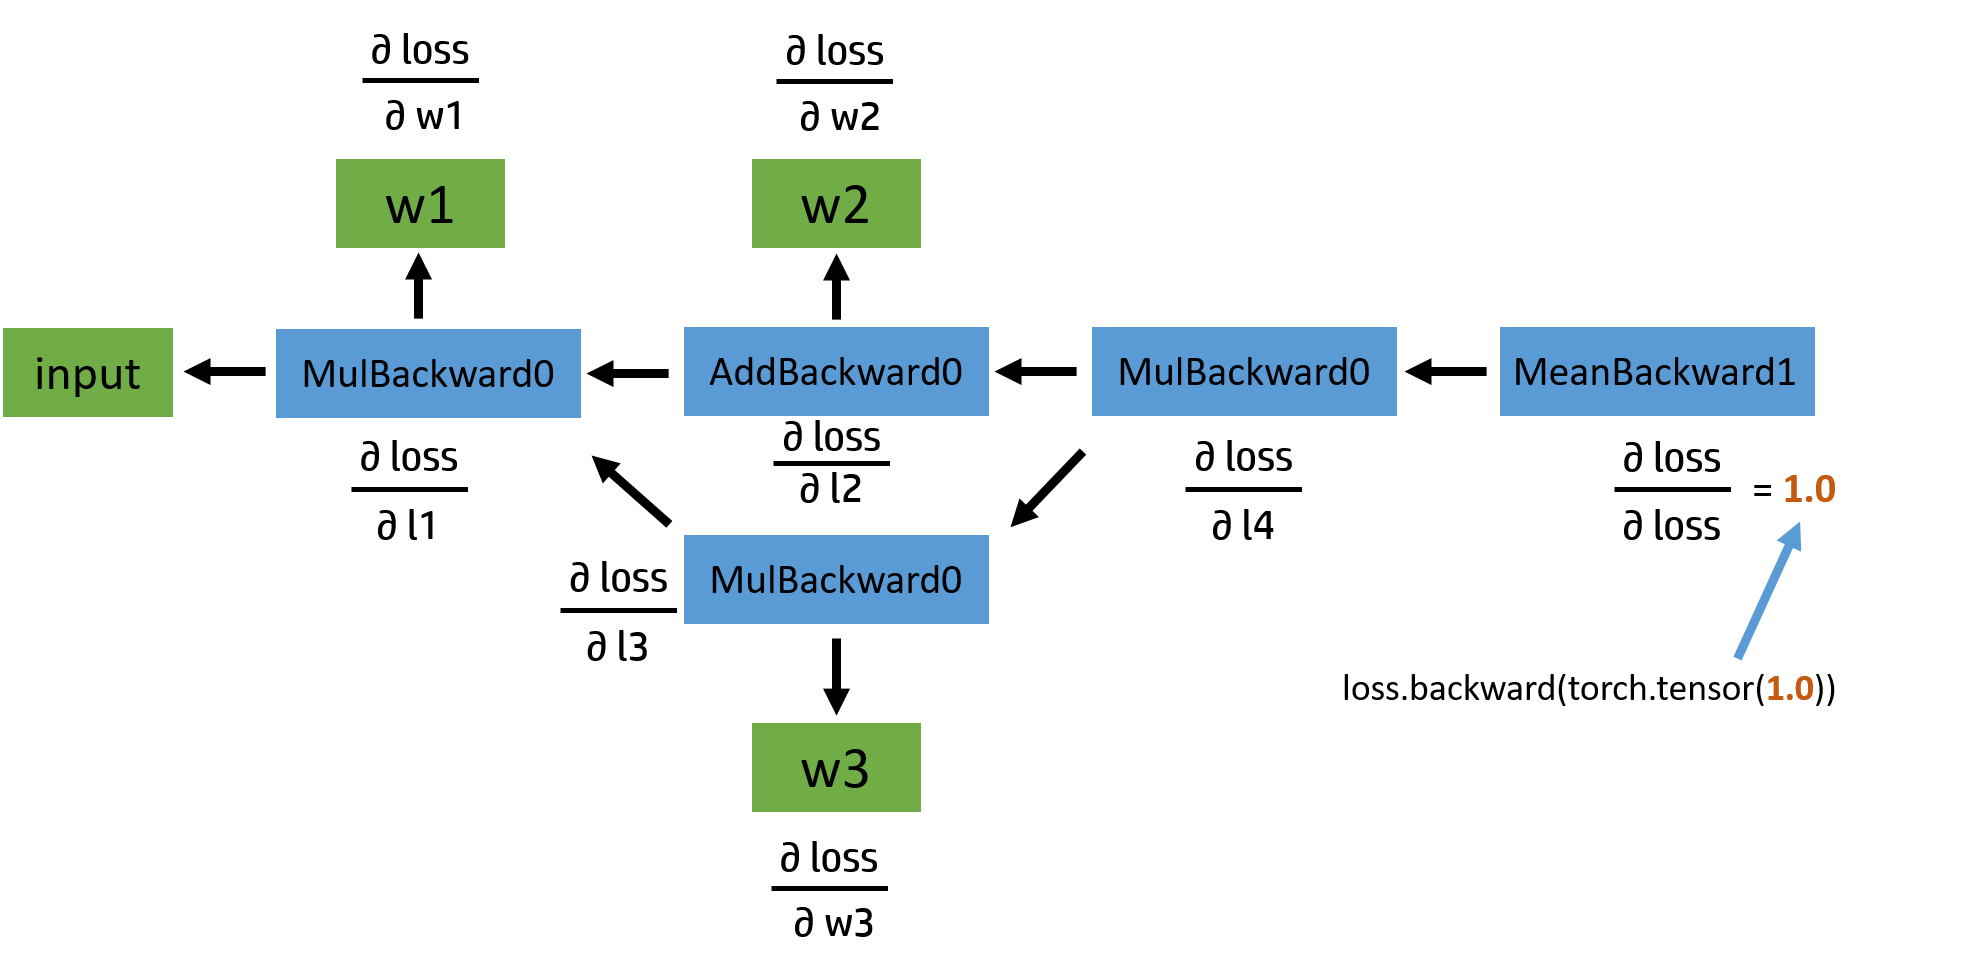 ∂ loss
∂ w1
∂ loss
∂ w2
w1
w2
input
MulBackward0
AddBackward0
MulBackward0
MeanBackward1
∂ loss
∂ l1
∂ loss
∂ l2
∂ loss
∂ l4
∂ loss
∂ loss
= 1.0
∂ loss
∂ l3
MulBackward0
loss.backward(torch.tensor(1.0))
w3
∂ loss
∂ w3